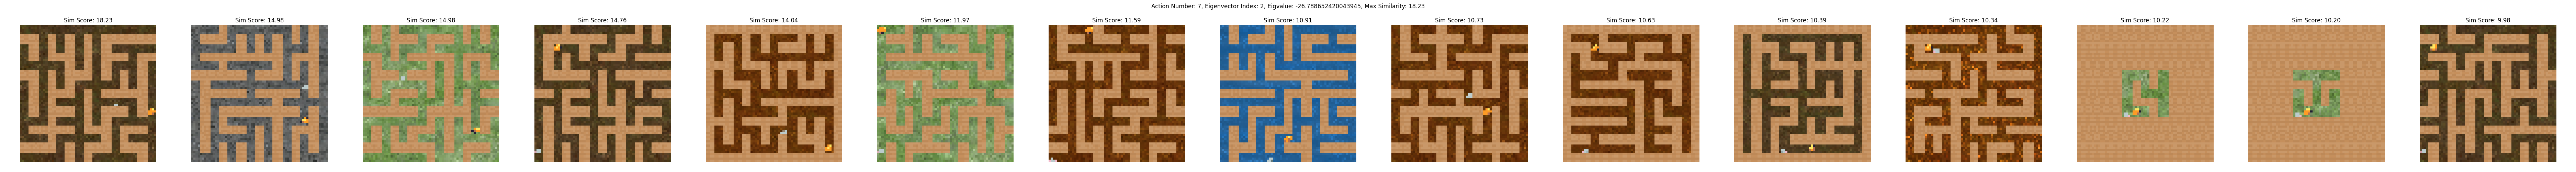 Action Number: 7, Eigenvector Index: 2, Eigvalue: -26.788652420043945, Max Similarity: 18.23
Sim Score: 18.23
Sim Score: 14.98
Sim Score: 14.98
Sim Score: 14.76
Sim Score: 14.04
Sim Score: 11.97
Sim Score: 11.59
Sim Score: 10.91
Sim Score: 10.73
Sim Score: 10.63
Sim Score: 10.39
Sim Score: 10.34
Sim Score: 10.22
Sim Score: 10.20
Sim Score: 9.98